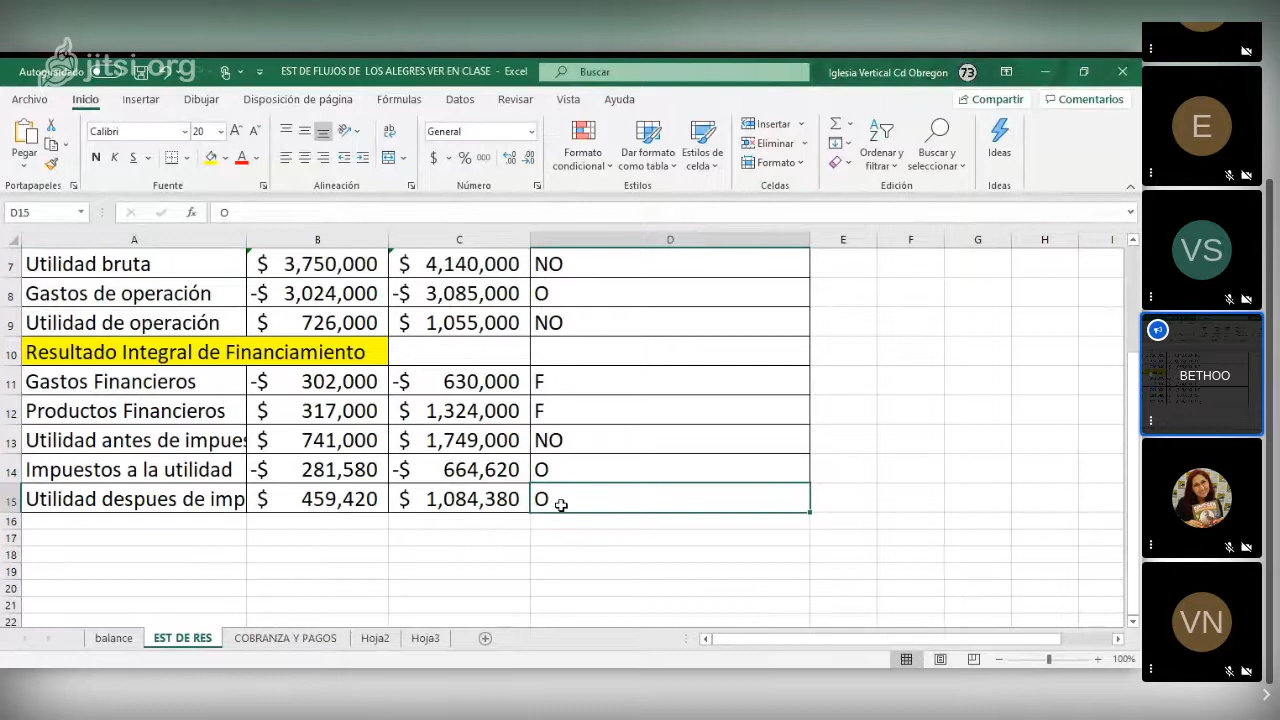 jitsi.org
Autoguardado
EST DE FLUJOS DE LOS ALEGRES VER EN CLASE - Excel
Buscar
Iglesia Vertical Cd Obregon
73
Archivo Inicio Insertar Dibujar Disposición de página Fórmulas Datos Revisar Vista Ayuda
Compartir Comentarios
Pegar
Calibri 20
General
N K S
$ % 000
Formato condicional
Dar formato como tabla
Estilos de celda
Insertar
Eliminar
Formato
Ordenar y filtrar
Buscar y seleccionar
Ideas
Portapapeles Fuente Alineación Número Estilos Celdas Edición Ideas
D15 fx O
A B C D E F G H I
7 Utilidad bruta $ 3,750,000 $ 4,140,000 NO
8 Gastos de operación -$ 3,024,000 -$ 3,085,000 O
9 Utilidad de operación $ 726,000 $ 1,055,000 NO
10 Resultado Integral de Financiamiento
11 Gastos Financieros -$ 302,000 -$ 630,000 F
12 Productos Financieros $ 317,000 $ 1,324,000 F
13 Utilidad antes de impues $ 741,000 $ 1,749,000 NO
14 Impuestos a la utilidad -$ 281,580 -$ 664,620 O
15 Utilidad despues de imp $ 459,420 $ 1,084,380 O
16
17
18
19
20
21
22
balance EST DE RES COBRANZA Y PAGOS Hoja2 Hoja3
100%
E
VS
BETHOO
VN